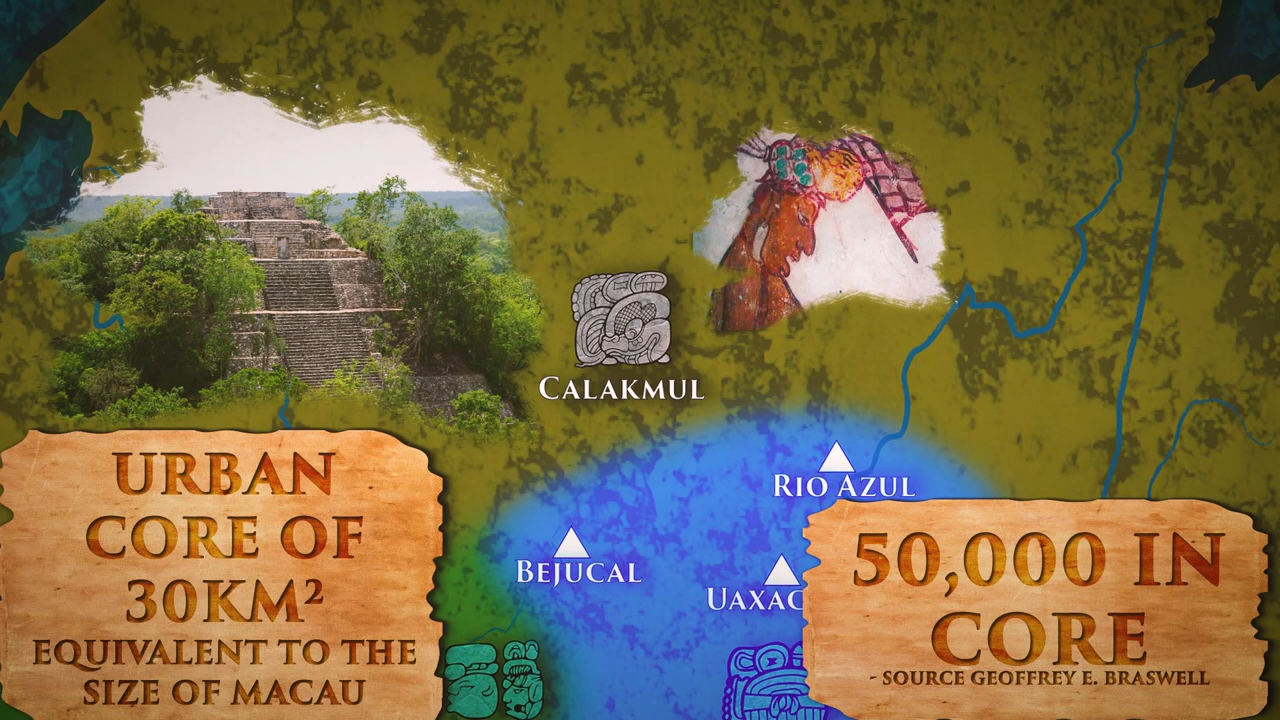 CALAKMUL
RIO AZUL
BEJUCAL
URBAN
CORE OF
30KM²
EQUIVALENT TO THE
SIZE OF MACAU
50,000 IN
CORE
- SOURCE GEOFFREY E. BRASWELL